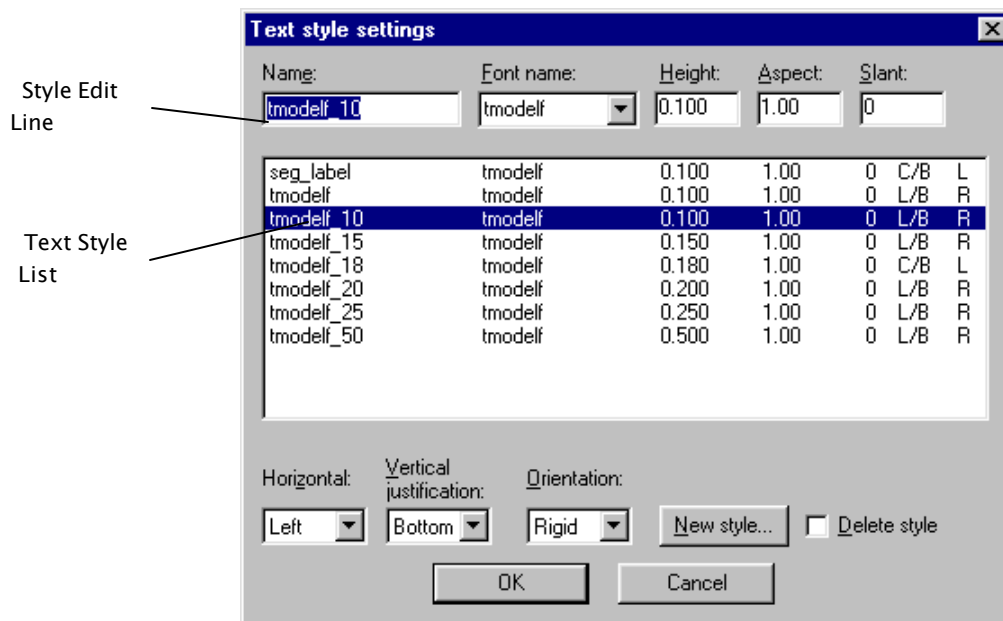 Text style settings
Name: Font name: Height: Aspect: Slant:
Style Edit
Line
tmodelf_10 tmodelf 0.100 1.00 0
seg_label tmodelf 0.100 1.00 0 C/B L
tmodelf tmodelf 0.100 1.00 0 L/B R
tmodelf_10 tmodelf 0.100 1.00 0 L/B R
Text Style
List
tmodelf_15 tmodelf 0.150 1.00 0 L/B R
tmodelf_18 tmodelf 0.180 1.00 0 C/B L
tmodelf_20 tmodelf 0.200 1.00 0 L/B R
tmodelf_25 tmodelf 0.250 1.00 0 L/B R
tmodelf_50 tmodelf 0.500 1.00 0 L/B R
Horizontal: Vertical
justification: Orientation:
Left Bottom Rigid New style... Delete style
OK Cancel